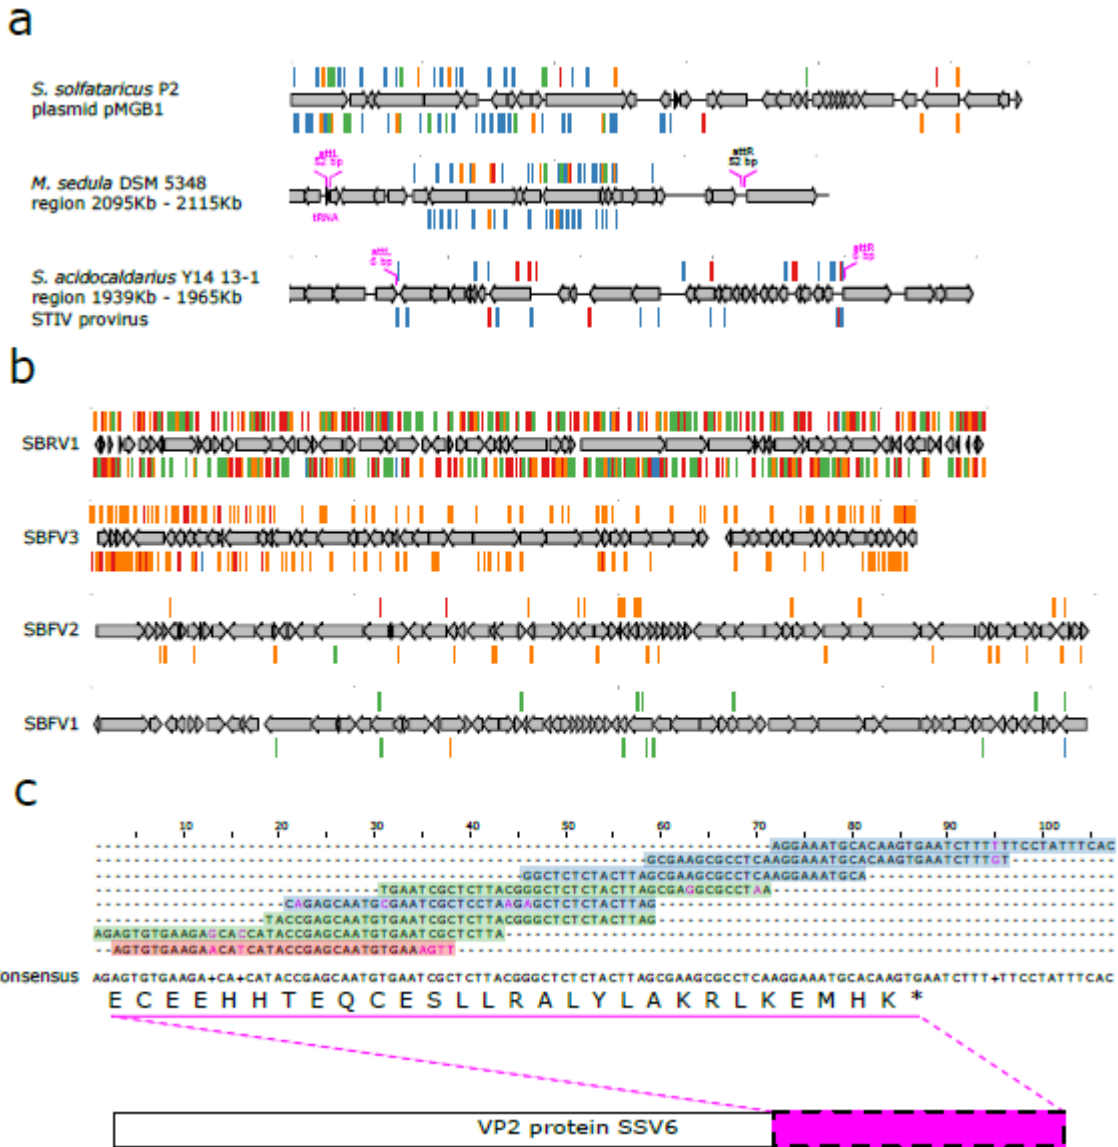 a
S. solfataricus P2
plasmid pMGB1
attL
52 bp
attR
52 bp
M. sedula DSM 5348
region 2095Kb - 2115Kb
tRNA
attL
6 bp
attR
6 bp
S. acidocaldarius Y14 13-1
region 1939Kb - 1965Kb
STIV provirus
b
SBRV1
SBFV3
SBFV2
SBFV1
c
10 20 30 40 50 60 70 80 90 100
AGGAAATGCACAAGTGAATCTTTTTTCCTATTTCAC
GCGAAGCGCCTCAAGGAAATGCACAAGTGAATCTTTGT
GGCTCTCTACTTAGCGAAGCGCCTCAAGGAAATGCA
TGAATCGCTCTTACGGGCTCTCTACTTAGCGAGGCGCCTAA
CAGAGCAATGCGAATCGCTCCTAAGAGCTCTCTACTTAG
TACCGAGCAATGTGAATCGCTCTTACGGGCTCTCTACTTAG
AGAGTGTGAAGAGCACCATACCGAGCAATGTGAATCGCTCTTA
AGTGTGAAGAACATCATACCGAGCAATGTGAAAGTT
onsensus AGAGTGTGAAGA+CA+CATACCGAGCAATGTGAATCGCTCTTACGGGCTCTCTACTTAGCGAAGCGCCTCAAGGAAATGCACAAGTGAATCTTT+TTCCTATTTCAC
E C E E H H T E Q C E S L L R A L Y L A K R L K E M H K *
VP2 protein SSV6